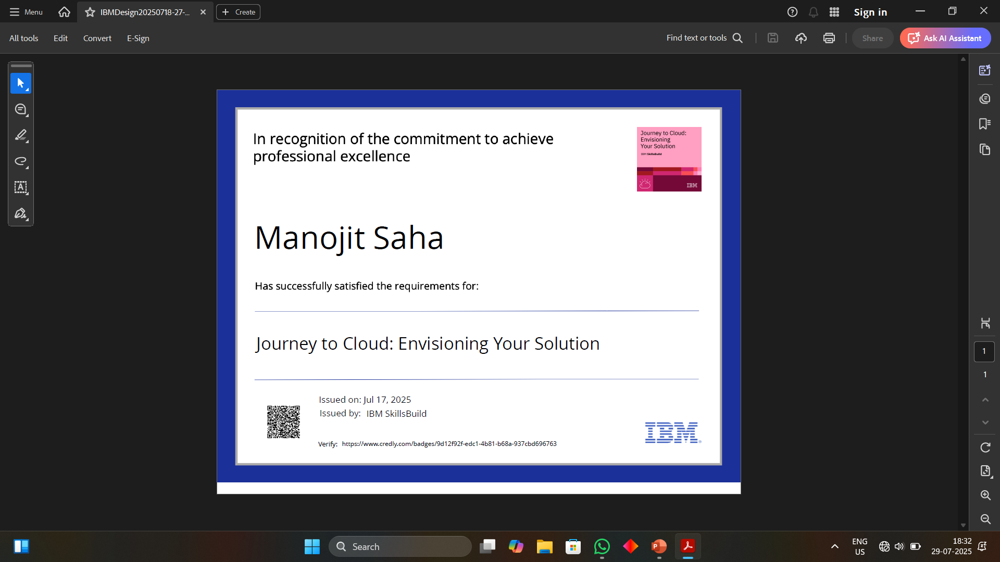 Menu
IBMDesign20250718-27-...
Create
Sign in
All tools
Edit
Convert
E-Sign
Find text or tools
Share
Ask AI Assistant
In recognition of the commitment to achieve
professional excellence
Journey to Cloud:
Envisioning
Your Solution
IBM SkillsBuild
IBM
Manojit Saha
Has successfully satisfied the requirements for:
Journey to Cloud: Envisioning Your Solution
Issued on: Jul 17, 2025
Issued by: IBM SkillsBuild
Verify: https://www.credly.com/badges/9d12f92f-edc1-4b81-b68a-937cbd696763
IBM®
1
1
Search
ENG
US
18:32
29-07-2025